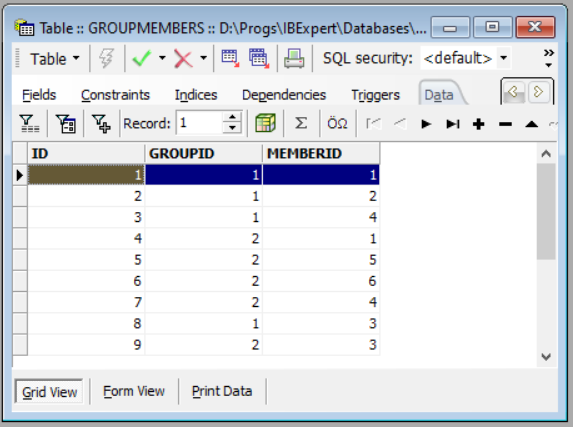 Table :: GROUPMEMBERS :: D:\Progs\IBExpert\Databases\...
Table SQL security: <default> »
Fields Constraints Indices Dependencies Triggers Data
Record: 1 Σ ÖΩ
ID GROUPID MEMBERID
1 1 1
2 1 2
3 1 4
4 2 1
5 2 5
6 2 6
7 2 4
8 1 3
9 2 3
Grid View Form View Print Data